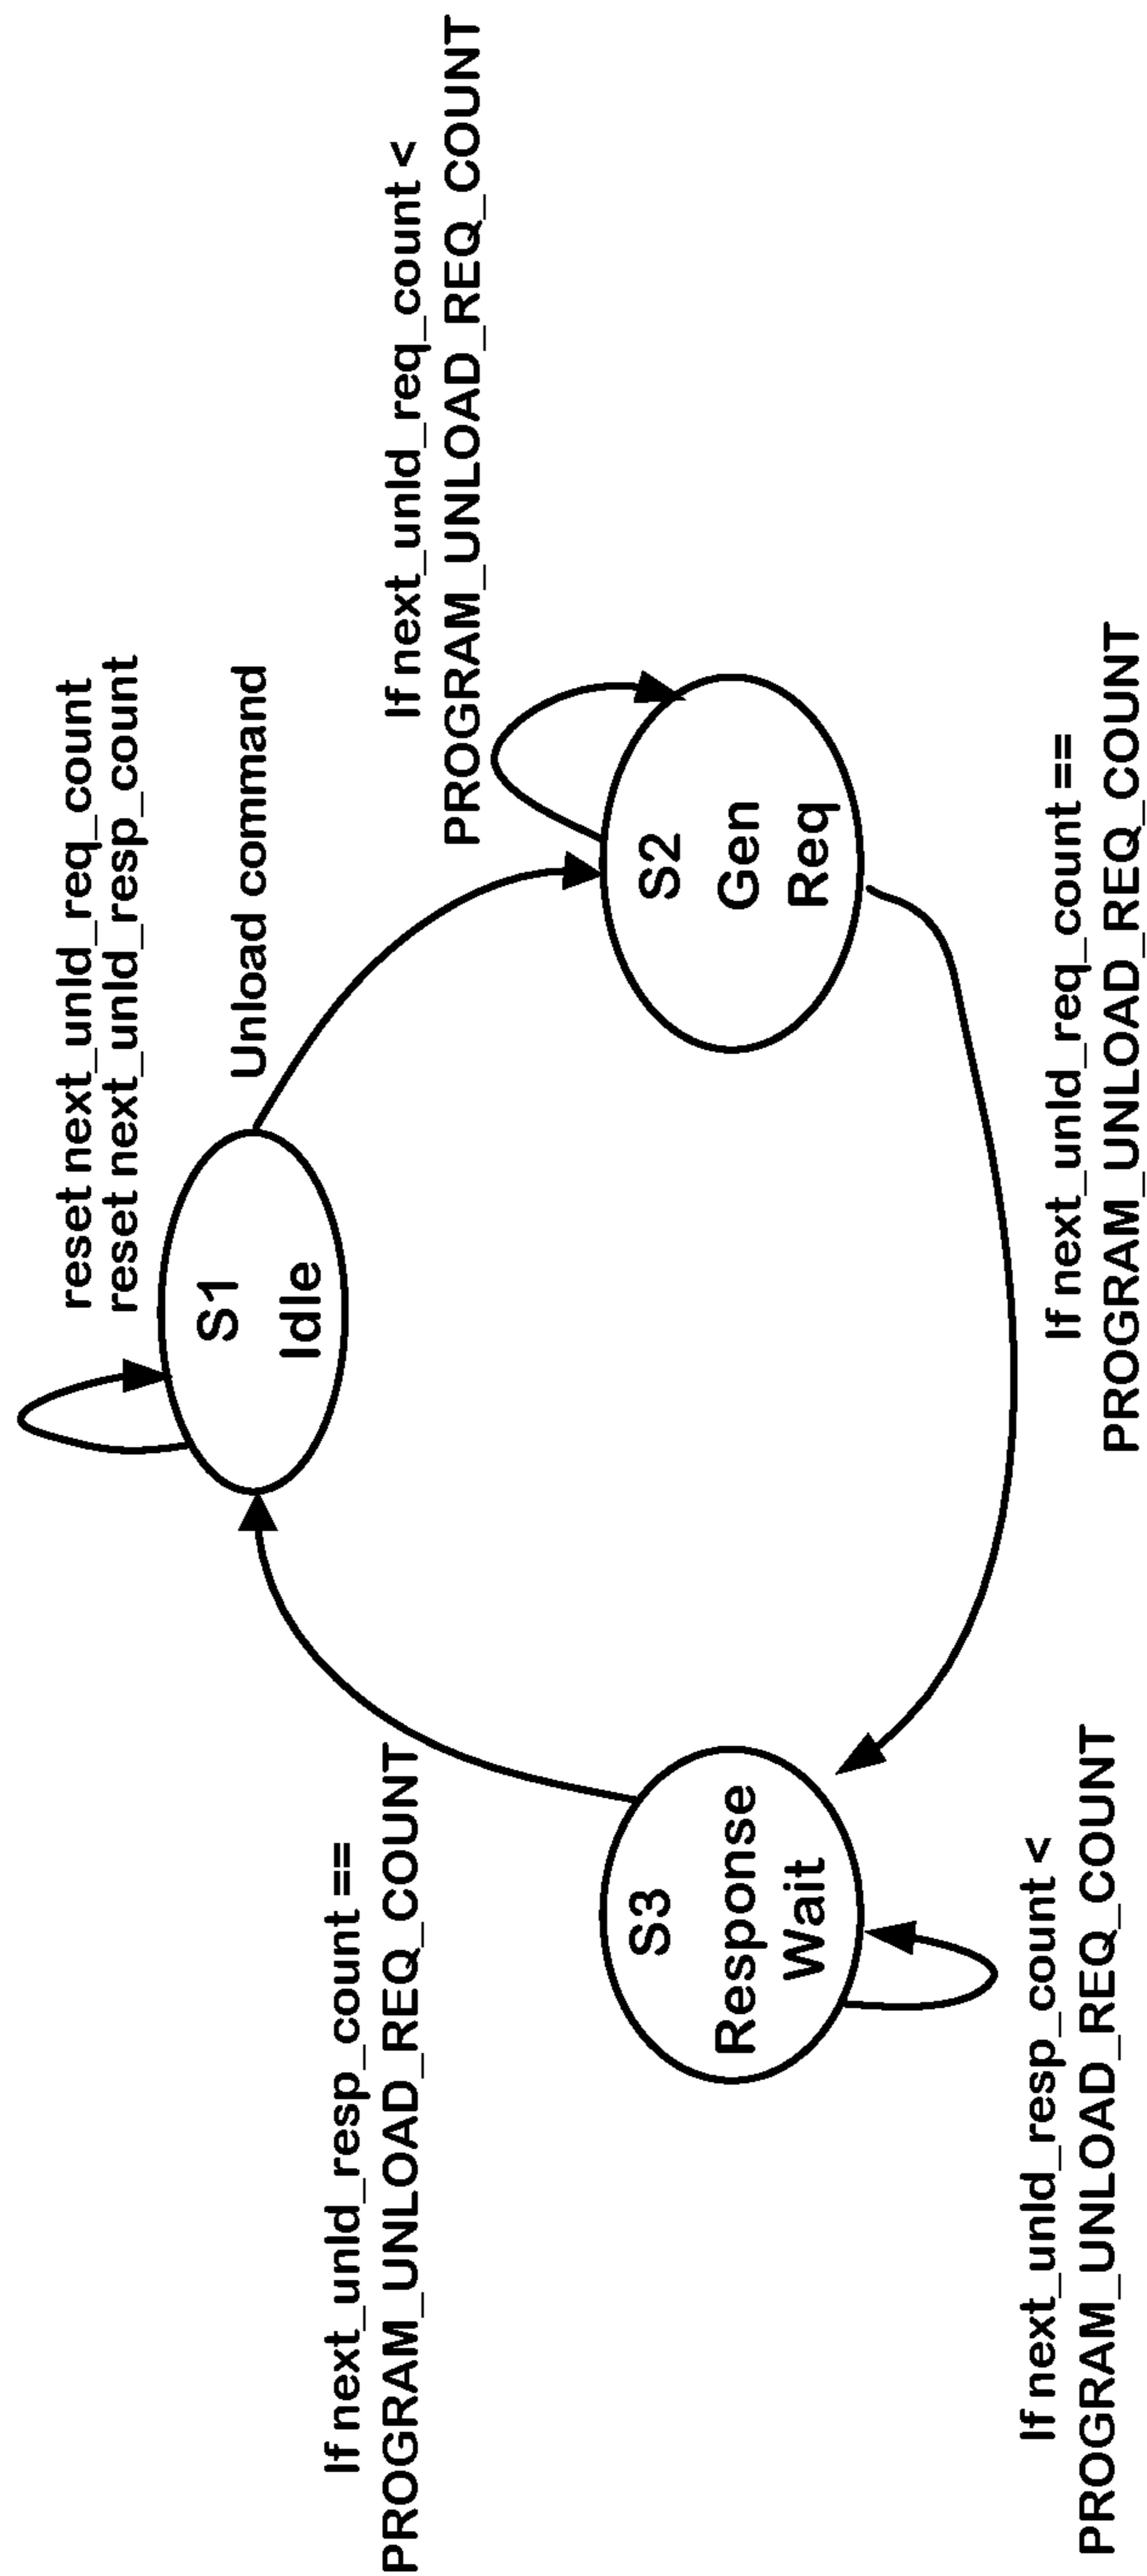 reset next_unld_req_count
reset next_unld_resp_count
Unload command
S1
Idle
If next_unld_resp_count ==
PROGRAM_UNLOAD_REQ_COUNT
If next_unld_req_count <
PROGRAM_UNLOAD_REQ_COUNT
S3
Response
Wait
S2
Gen
Req
If next_unld_resp_count <
PROGRAM_UNLOAD_REQ_COUNT
If next_unld_req_count ==
PROGRAM_UNLOAD_REQ_COUNT